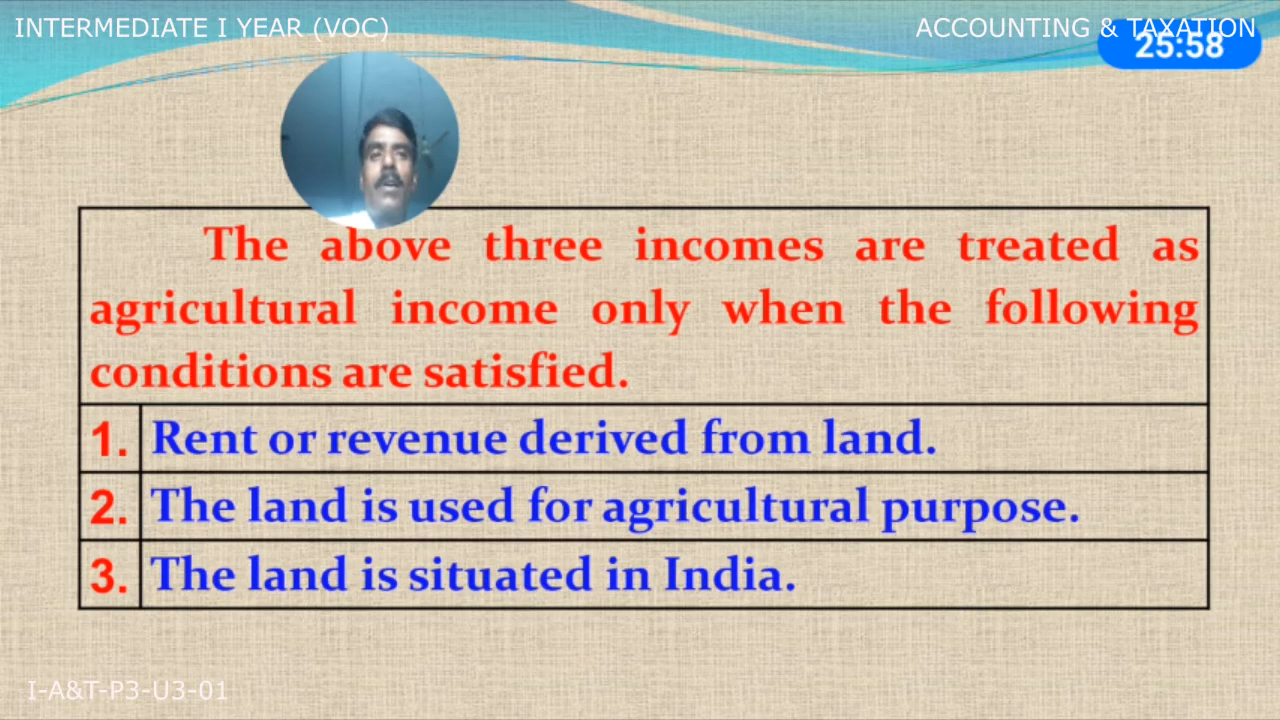 INTERMEDIATE I YEAR (VOC)
ACCOUNTING & TAXATION
25:58
The above three incomes are treated as
agricultural income only when the following
conditions are satisfied.
1. Rent or revenue derived from land.
2. The land is used for agricultural purpose.
3. The land is situated in India.
I-A&T-P3-U3-01